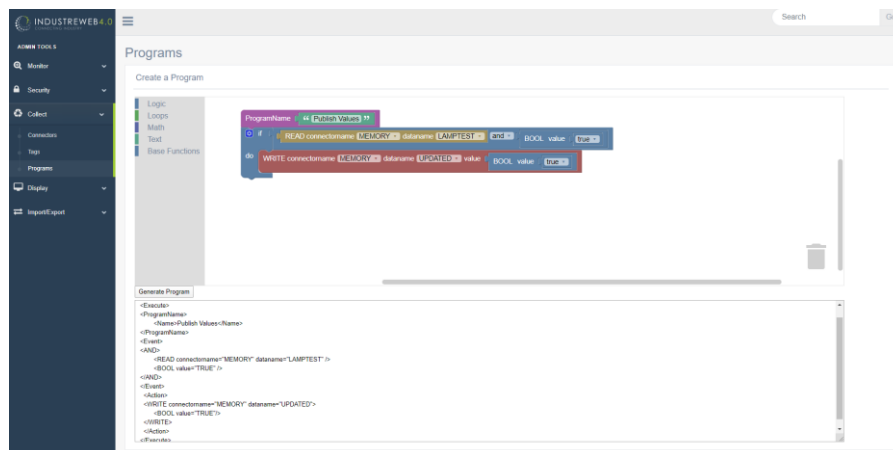 INDUSTREWEB4.0
Search
ADMIN TOOLS
Monitor
Security
Collect
Connectors
Tags
Programs
Display
Import/Export
Programs
Create a Program
Logic
Loops
Math
Text
Base Functions
ProgramName “ Publish Values ”
if READ connectorname MEMORY dataname LAMPTEST and BOOL value true
do WRITE connectorname MEMORY dataname UPDATED value BOOL value true
Generate Program
<Execute>
<ProgramName>
<Name>Publish Values</Name>
</ProgramName>
<Event>
<AND>
<READ connectorname="MEMORY" dataname="LAMPTEST" />
<BOOL value="TRUE" />
</AND>
</Event>
<Action>
<WRITE connectorname="MEMORY" dataname="UPDATED">
<BOOL value="TRUE"/>
</WRITE>
</Action>
</Execute>